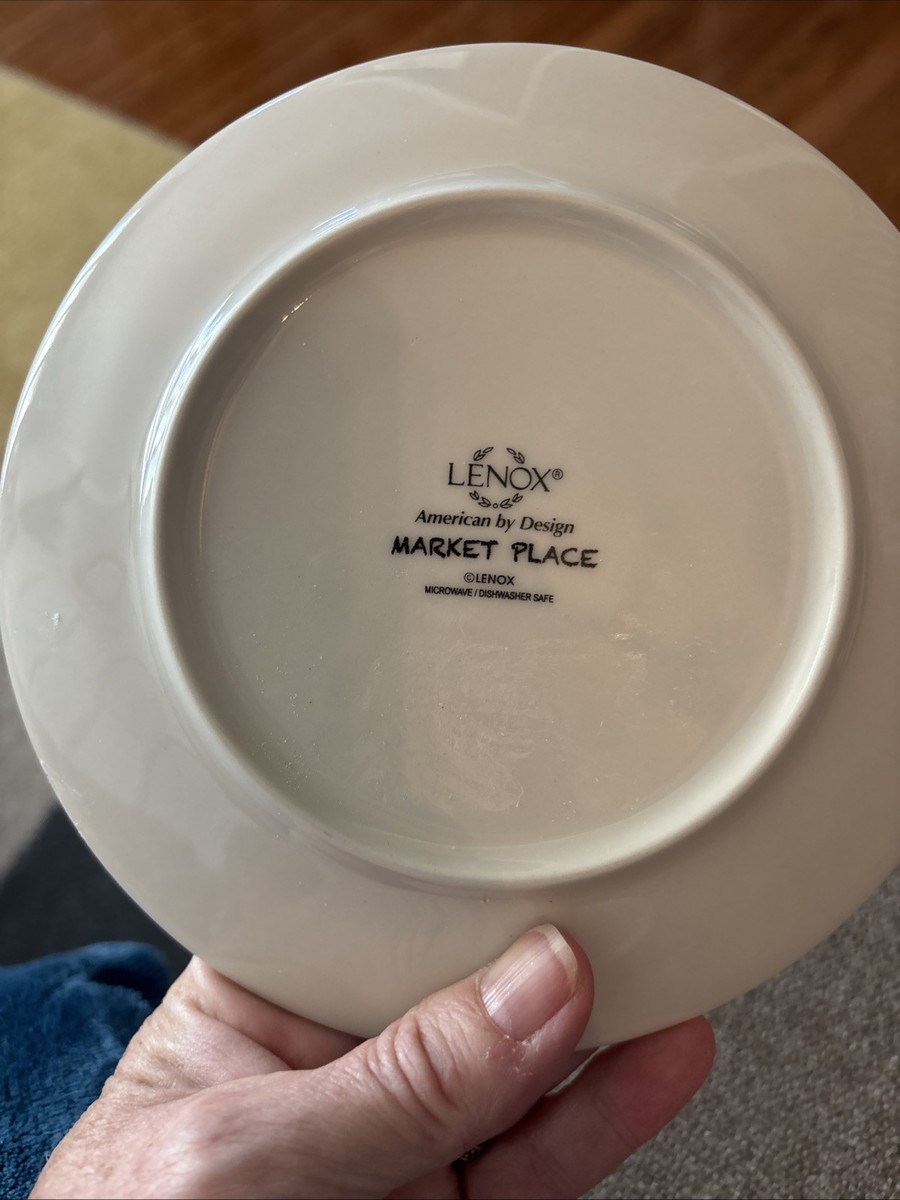 LENOX®
American by Design
MARKET PLACE
©LENOX
MICROWAVE / DISHWASHER SAFE